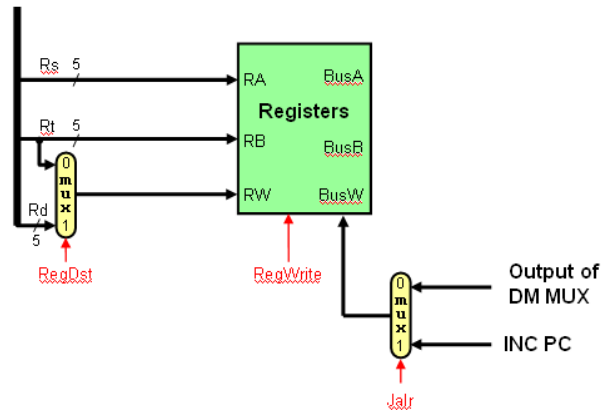 Rs 5
RA BusA
Registers
Rt 5
RB BusB
0
mux
1
RW BusW
Rd
5
RegDst
RegWrite
0
mux
1
Output of
DM MUX
INC PC
Jalr